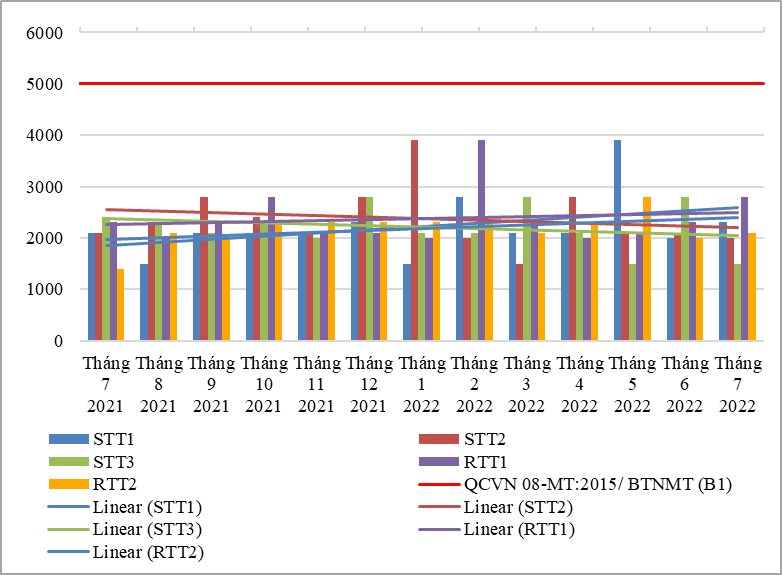 6000
5000
4000
3000
2000
1000
0
Tháng Tháng Tháng Tháng Tháng Tháng Tháng Tháng Tháng Tháng Tháng Tháng Tháng
7 8 9 10 11 12 1 2 3 4 5 6 7
2021 2021 2021 2021 2021 2021 2022 2022 2022 2022 2022 2022 2022
STT1 STT2
STT3 RTT1
RTT2 QCVN 08-MT:2015/ BTNMT (B1)
Linear (STT1) Linear (STT2)
Linear (STT3) Linear (RTT1)
Linear (RTT2)